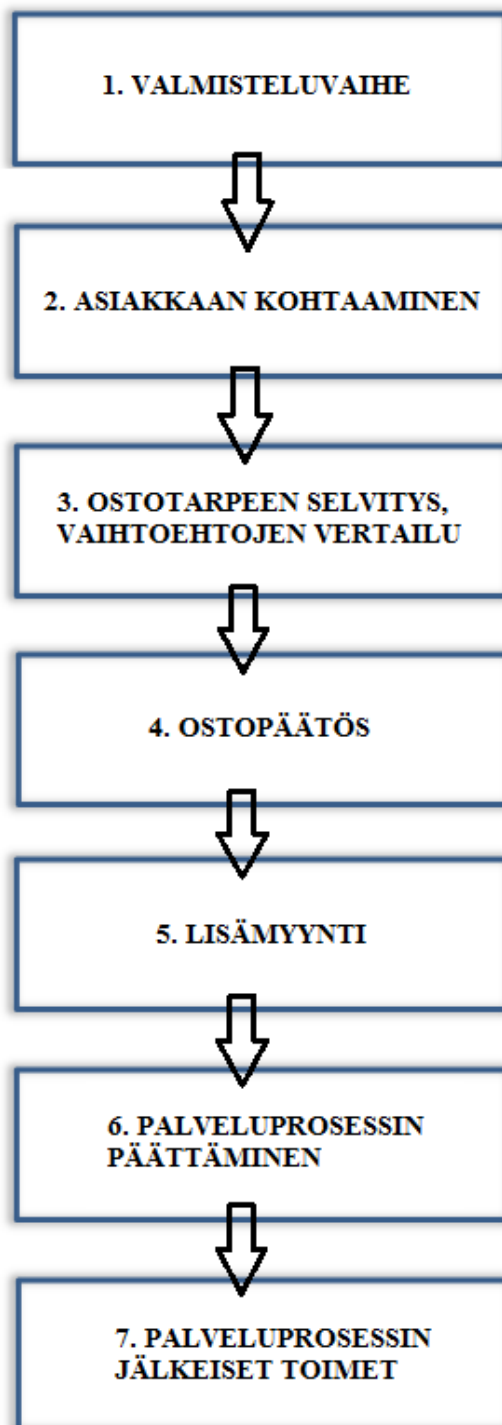 1. VALMISTELUVAIHE
2. ASIAKKAAN KOHTAAMINEN
3. OSTOTARPEEN SELVITYS,
VAIHTOEHTOJEN VERTAILU
4. OSTOPÄÄTÖS
5. LISÄMYYNTI
6. PALVELUPROSESSIN
PÄÄTTÄMINEN
7. PALVELUPROSESSIN
JÄLKEISET TOIMET